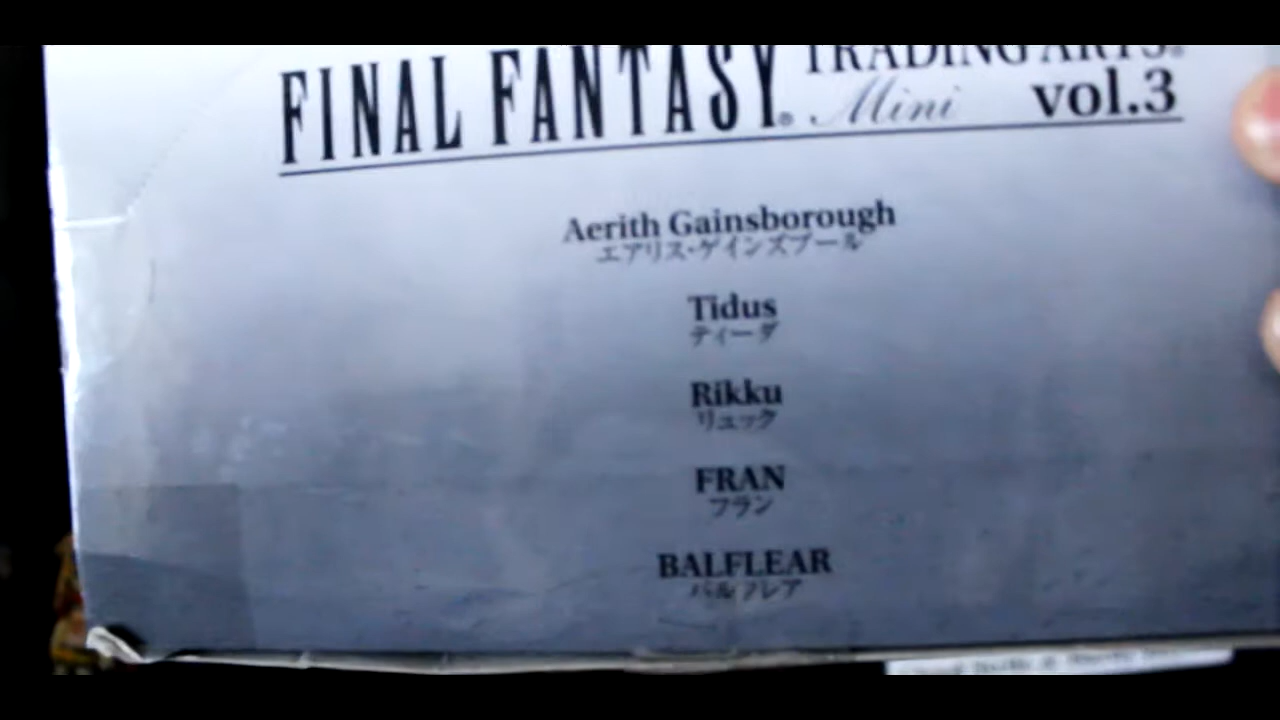 FINAL FANTASY® TRADING ARTS® Mini vol.3
Aerith Gainsborough
エアリス・ゲインズブール
Tidus
ティーダ
Rikku
リュック
FRAN
フラン
BALFLEAR
バルフレア